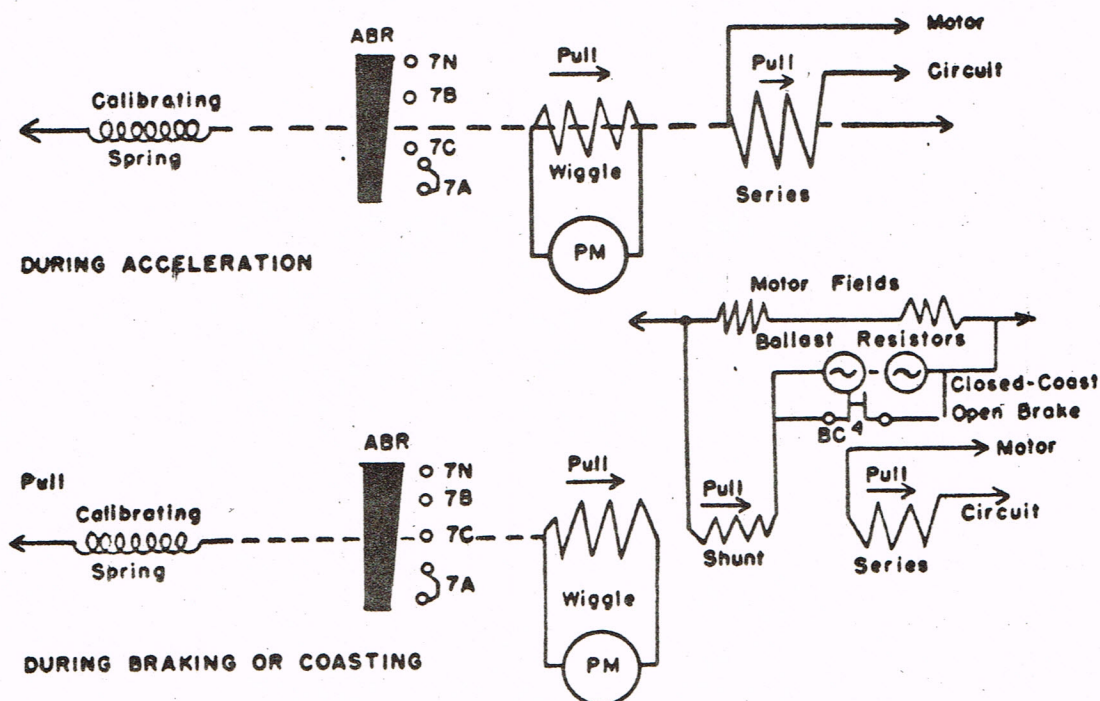 Motor
ABR
7N
Pull
Pull
Circuit
Calibrating
7B
Spring
7C
Wiggle
7A
Series
PM
DURING ACCELERATION
Motor Fields
Ballast Resistors
Closed-Coast
Open Brake
BC4
ABR
Motor
7N
Pull
Pull
Pull
Pull
7B
Calibrating
Circuit
7C
Shunt
Series
Spring
7A
Wiggle
DURING BRAKING OR COASTING
PM